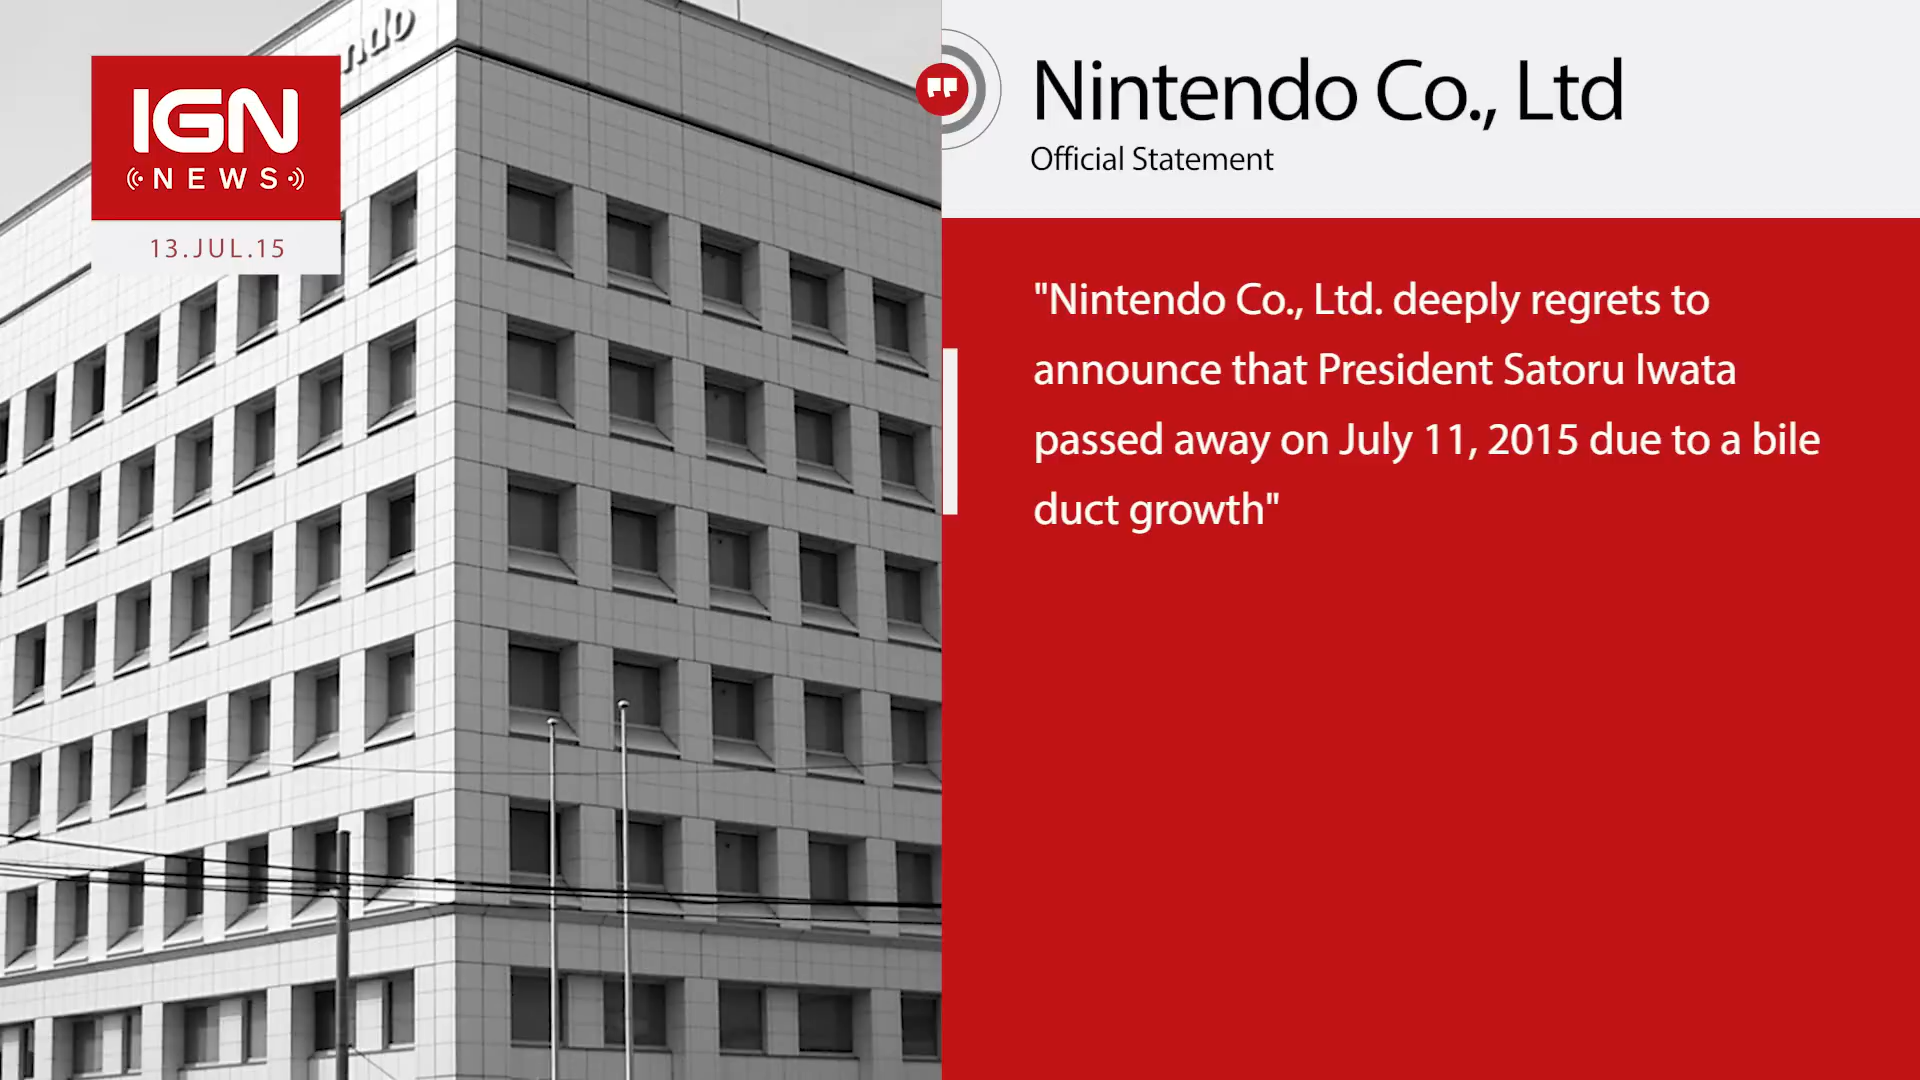 ndo
IGN
NEWS
13.JUL.15
Nintendo Co., Ltd
Official Statement
"Nintendo Co., Ltd. deeply regrets to
announce that President Satoru Iwata
passed away on July 11, 2015 due to a bile
duct growth"